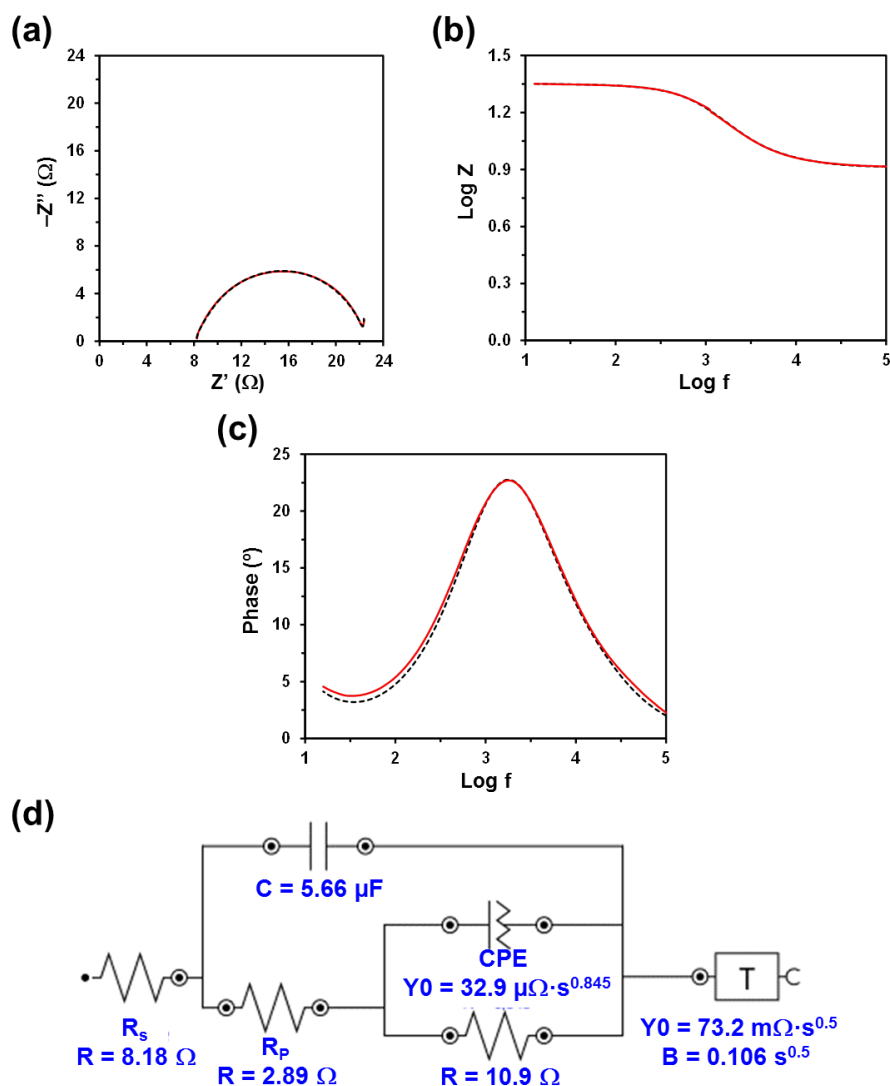 (a)
24
20
16
12
8
4
0
–Z" (Ω)
0 4 8 12 16 20 24
Z' (Ω)
(b)
1.5
1.2
0.9
0.6
0.3
0.0
Log Z
1 2 3 4 5
Log f
(c)
25
20
15
10
5
0
Phase (º)
1 2 3 4 5
Log f
(d)
C = 5.66 µF
CPE
Y0 = 32.9 µΩ·s^0.845
R_s
R = 8.18 Ω
R_P
R = 2.89 Ω
R = 10.9 Ω
T
Y0 = 73.2 mΩ·s^0.5
B = 0.106 s^0.5